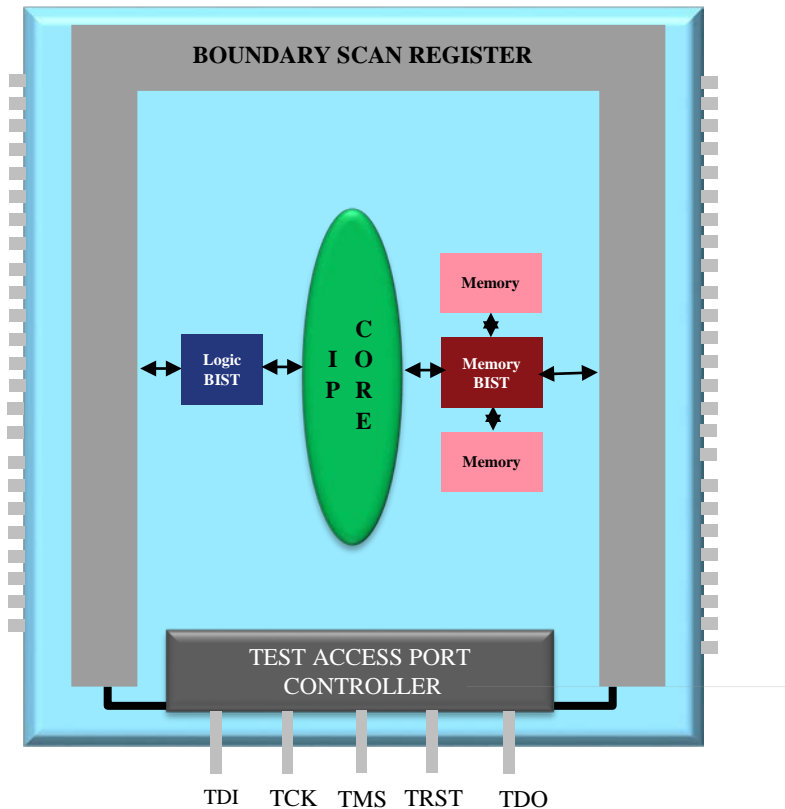 BOUNDARY SCAN REGISTER
Memory
Logic
BIST
I
P
C
O
R
E
Memory
BIST
Memory
TEST ACCESS PORT
CONTROLLER
TDI TCK TMS TRST TDO